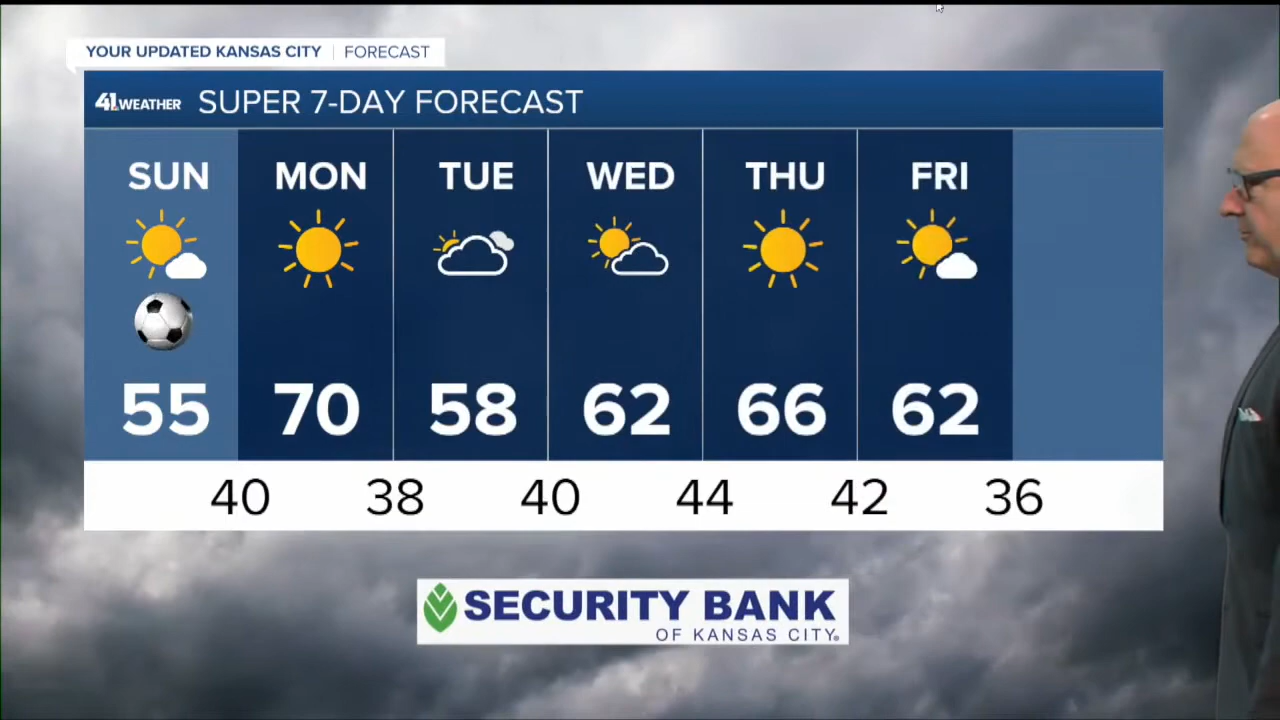 YOUR UPDATED KANSAS CITY | FORECAST
41 WEATHER SUPER 7-DAY FORECAST
SUN MON TUE WED THU FRI
55 70 58 62 66 62
40 38 40 44 42 36
SECURITY BANK
OF KANSAS CITY®